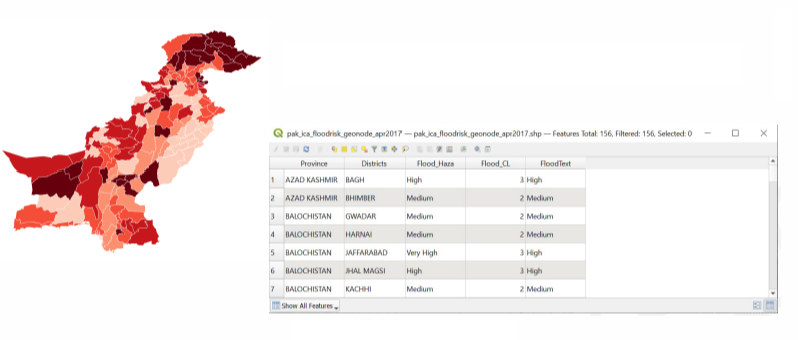 pak_ica_floodrisk_geonode_apr2017 — pak_ica_floodrisk_geonode_apr2017.shp — Features Total: 156, Filtered: 156, Selected: 0
Province Districts Flood_Haza Flood_CL FloodText
1 AZAD KASHMIR BAGH High 3 High
2 AZAD KASHMIR BHIMBER Medium 2 Medium
3 BALOCHISTAN GWADAR Medium 2 Medium
4 BALOCHISTAN HARNAI Medium 2 Medium
5 BALOCHISTAN JAFFARABAD Very High 3 High
6 BALOCHISTAN JHAL MAGSI High 3 High
7 BALOCHISTAN KACHHI Medium 2 Medium
Show All Features